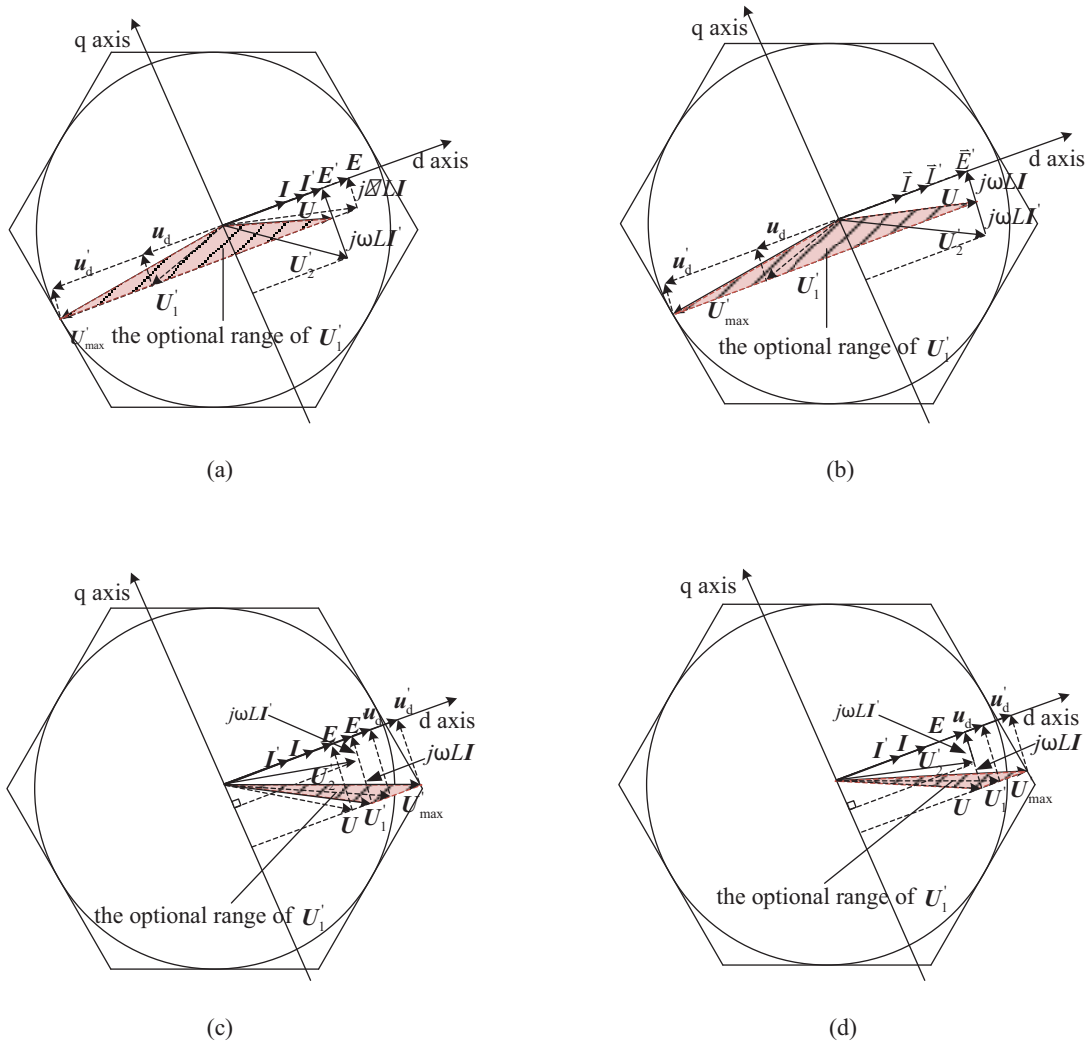 q axis
d axis
E
E'
I'
I
j□LI
U
u_d
jωLI'
u'_d
U'_2
U'_1
U'_max the optional range of U'_1
(a)
q axis
d axis
E⃗'
I⃗'
I⃗
jωLI
U
u_d
jωLI'
U'_2
u'_d
U'_1
U'_max
the optional range of U'_1
(b)
q axis
u'_d
d axis
jωLI'
u_d
E'
E
I
I'
jωLI
U'_2
U_max
U'_1
U
the optional range of U'_1
(c)
q axis
u'_d
d axis
jωLI'
u_d
E
I
I'
jωLI
U'_2
U_max
U'_1
U
the optional range of U'_1
(d)